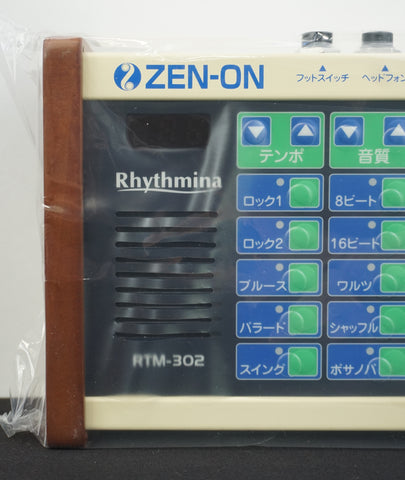 ZEN-ON
フットスイッチ ヘッドフォン
テンポ 音質
Rhythmina
ロック1 8ビート
ロック2 16ビート
ブルース ワルツ
バラード シャッフル
RTM-302
スイング ボサノバ